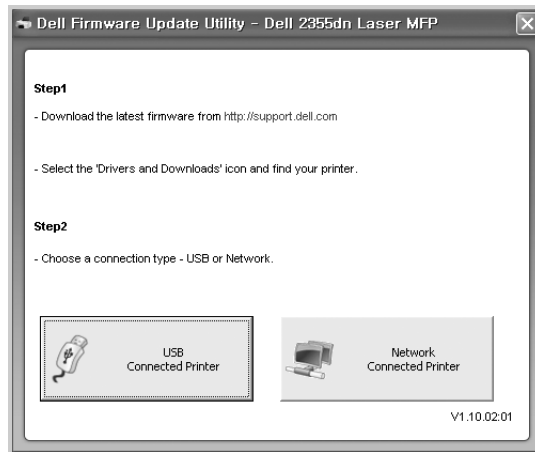 Dell Firmware Update Utility - Dell 2355dn Laser MFP
Step1
- Download the latest firmware from http://support.dell.com
- Select the 'Drivers and Downloads' icon and find your printer.
Step2
- Choose a connection type - USB or Network.
USB
Connected Printer
Network
Connected Printer
V1.10.02:01